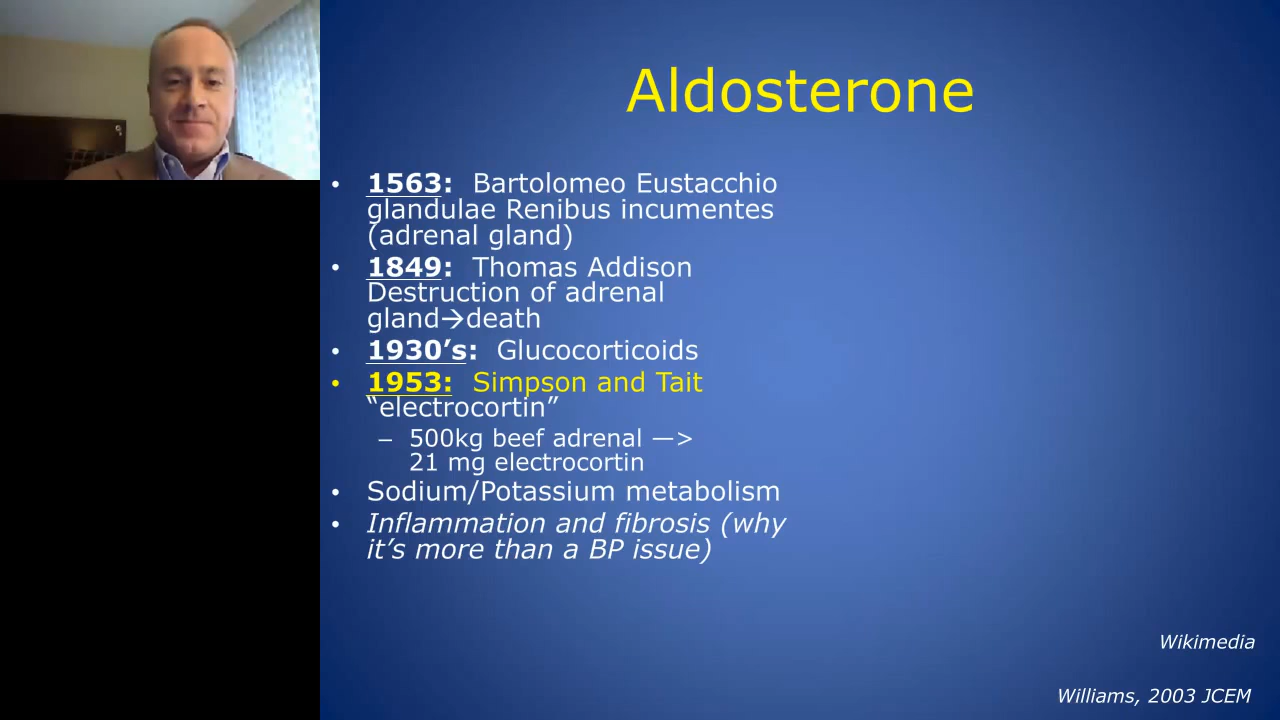 Aldosterone
• 1563: Bartolomeo Eustacchio
glandulae Renibus incumentes
(adrenal gland)
• 1849: Thomas Addison
Destruction of adrenal
gland→death
• 1930’s: Glucocorticoids
• 1953: Simpson and Tait
“electrocortin”
– 500kg beef adrenal —>
21 mg electrocortin
• Sodium/Potassium metabolism
• Inflammation and fibrosis (why
it’s more than a BP issue)
Wikimedia
Williams, 2003 JCEM